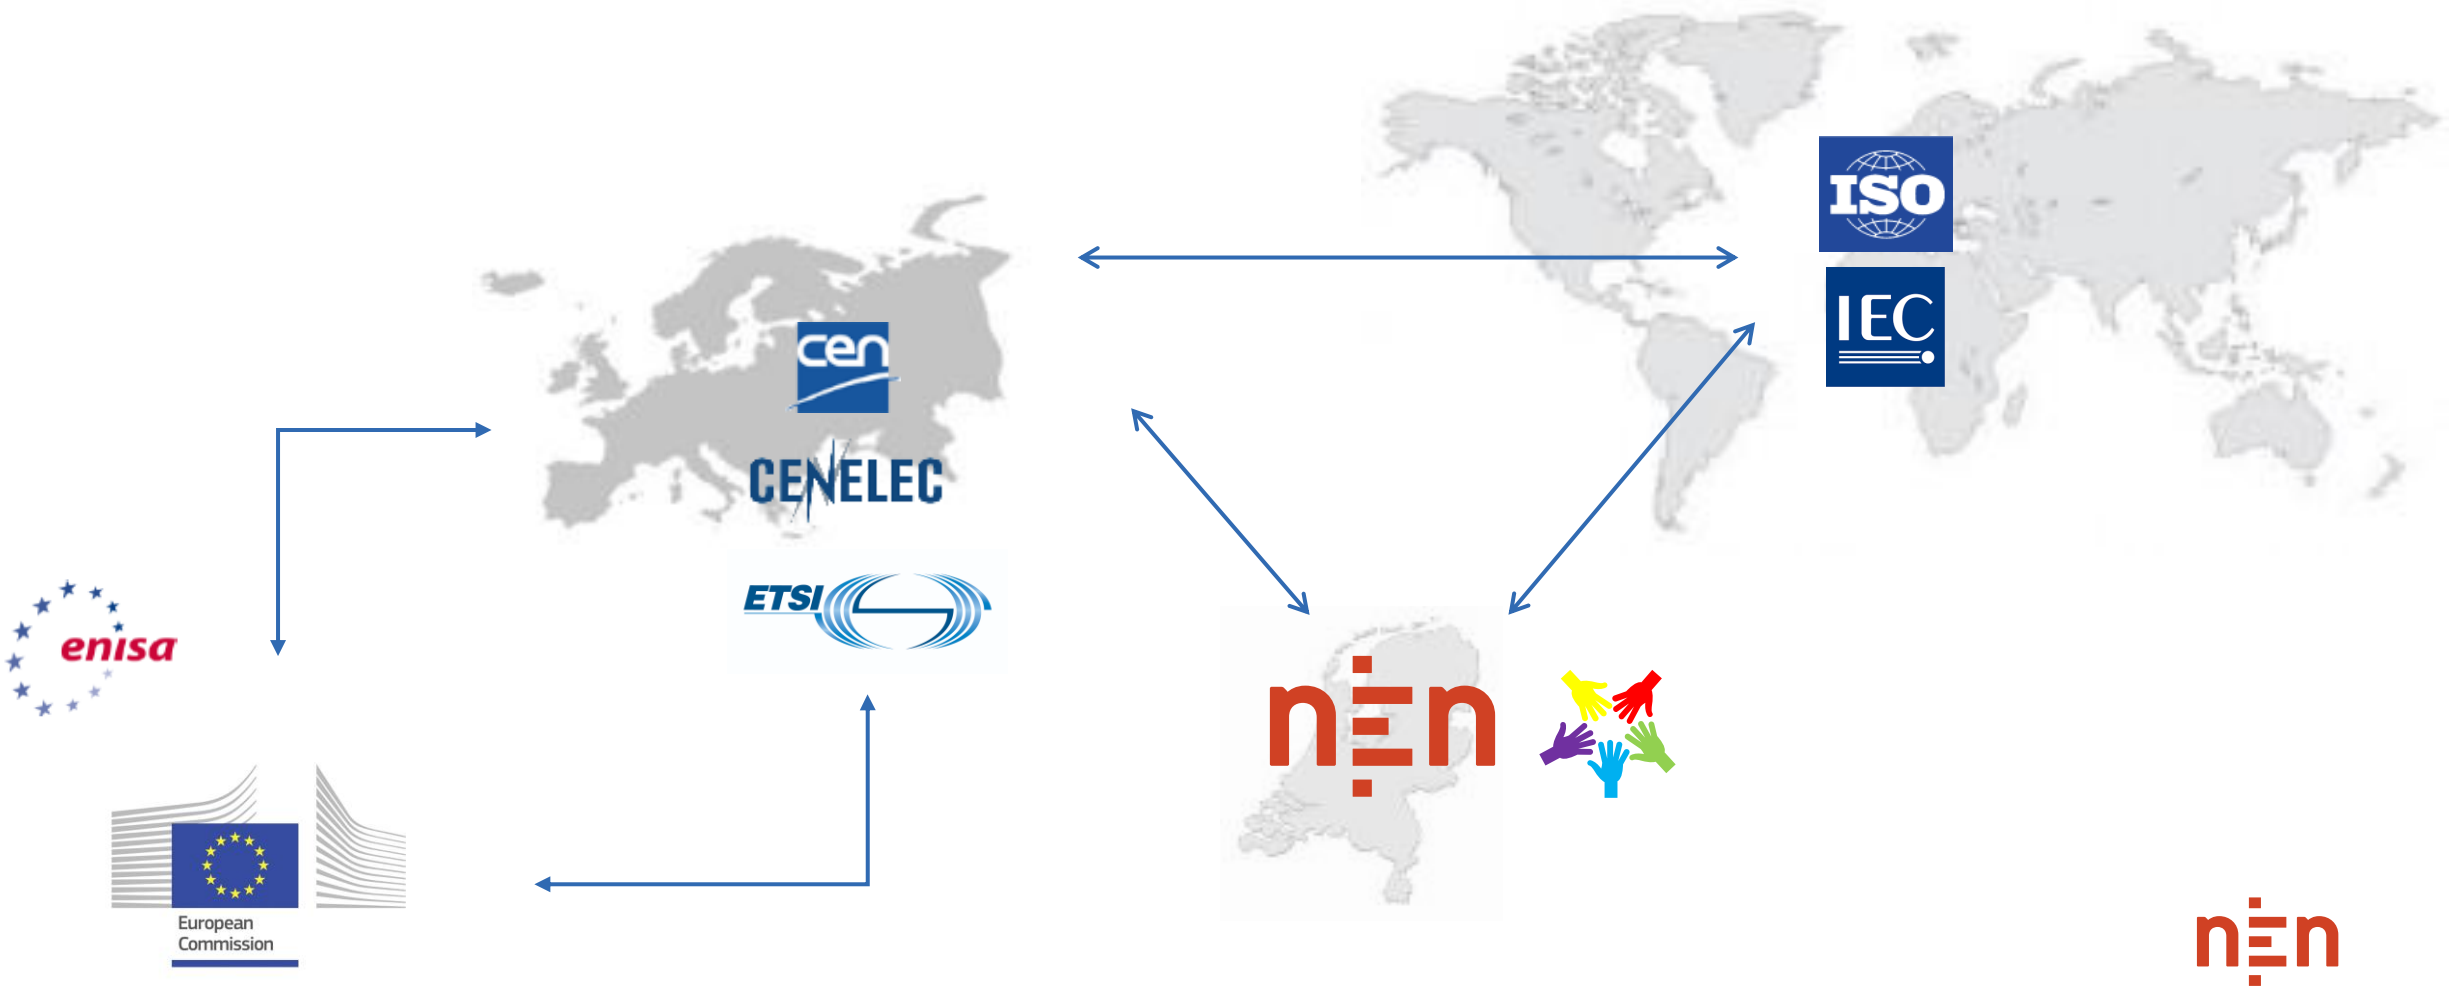 ISO
IEC
cen
CENELEC
ETSI
enisa
nEn
European
Commission
nEn